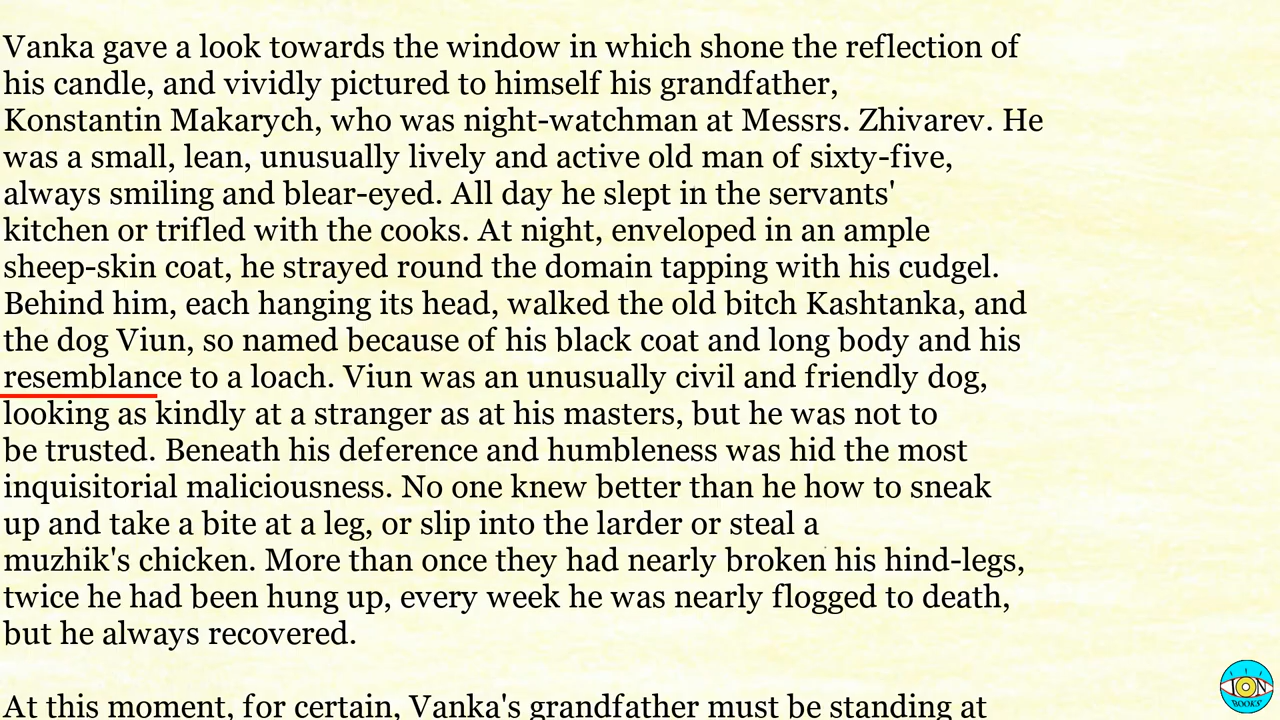 Vanka gave a look towards the window in which shone the reflection of
his candle, and vividly pictured to himself his grandfather,
Konstantin Makarych, who was night-watchman at Messrs. Zhivarev. He
was a small, lean, unusually lively and active old man of sixty-five,
always smiling and blear-eyed. All day he slept in the servants'
kitchen or trifled with the cooks. At night, enveloped in an ample
sheep-skin coat, he strayed round the domain tapping with his cudgel.
Behind him, each hanging its head, walked the old bitch Kashtanka, and
the dog Viun, so named because of his black coat and long body and his
resemblance to a loach. Viun was an unusually civil and friendly dog,
looking as kindly at a stranger as at his masters, but he was not to
be trusted. Beneath his deference and humbleness was hid the most
inquisitorial maliciousness. No one knew better than he how to sneak
up and take a bite at a leg, or slip into the larder or steal a
muzhik's chicken. More than once they had nearly broken his hind-legs,
twice he had been hung up, every week he was nearly flogged to death,
but he always recovered.
At this moment, for certain, Vanka's grandfather must be standing at
ION
BOOKS